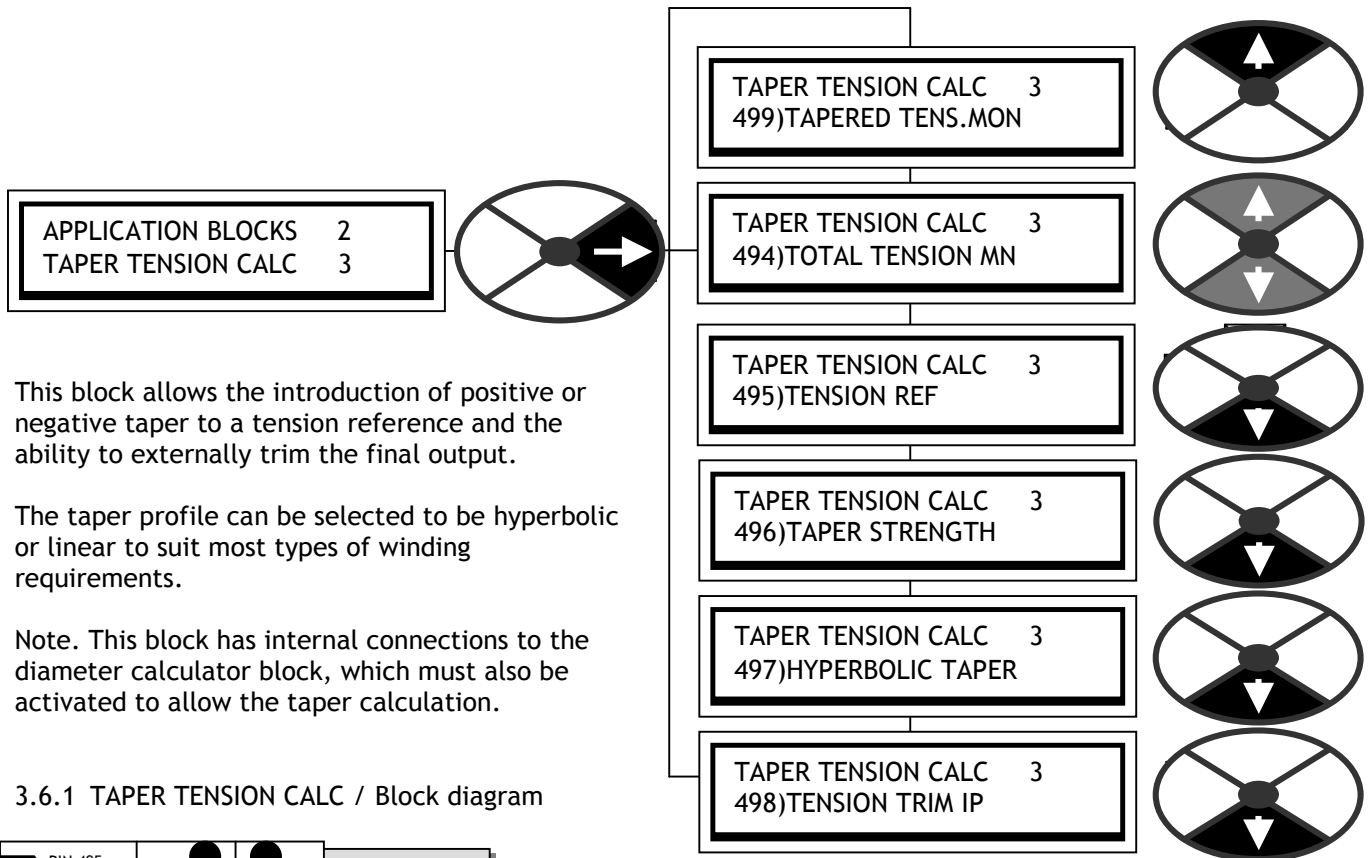 APPLICATION BLOCKS 2
TAPER TENSION CALC 3
TAPER TENSION CALC 3
499)TAPERED TENS.MON
TAPER TENSION CALC 3
494)TOTAL TENSION MN
TAPER TENSION CALC 3
495)TENSION REF
TAPER TENSION CALC 3
496)TAPER STRENGTH
TAPER TENSION CALC 3
497)HYPERBOLIC TAPER
TAPER TENSION CALC 3
498)TENSION TRIM IP
This block allows the introduction of positive or
negative taper to a tension reference and the
ability to externally trim the final output.
The taper profile can be selected to be hyperbolic
or linear to suit most types of winding
requirements.
Note. This block has internal connections to the
diameter calculator block, which must also be
activated to allow the taper calculation.
3.6.1 TAPER TENSION CALC / Block diagram